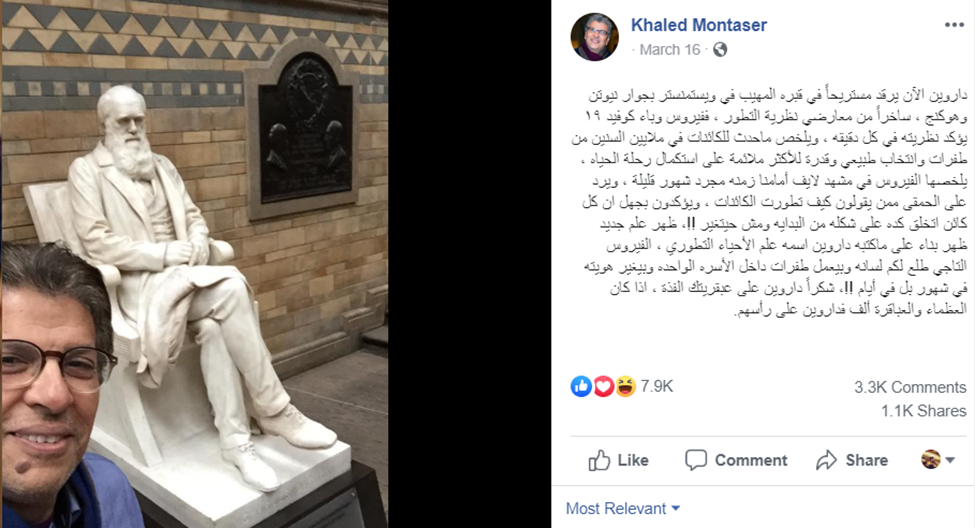 Khaled Montaser
March 16
داروين الآن يرقد مستريحاً في قبره المهيب في ويستمنستر بجوار نيوتن
وهوكنج ، ساخراً من معارضي نظرية التطور ، ففيروس وباء كوفيد ١٩
يؤكد نظريته في كل دقيقه ، ويلخص ماحدث للكائنات في ملايين السنين من
طفرات وانتخاب طبيعي وقدرة للأكثر ملائمة على استكمال رحلة الحياه ،
يلخصها الفيروس في مشهد لايف أمامنا زمنه مجرد شهور قليلة ، ويرد
على الحمقى ممن يقولون كيف تطورت الكائنات ، ويؤكدون بجهل ان كل
كائن اتخلق كده على شكله من البدايه ومش حيتغير !!، ظهر علم جديد
ظهر بناء على ماكتبه داروين اسمه علم الأحياء التطوري ، الفيروس
التاجي طلع لكم لسانه وبيعمل طفرات داخل الأسره الواحده وبيغير هويته
في شهور بل في أيام !!، شكراً داروين على عبقريتك الفذة ، اذا كان
العظماء والعباقرة ألف فداروين على رأسهم.
7.9K
3.3K Comments
1.1K Shares
Like
Comment
Share
Most Relevant